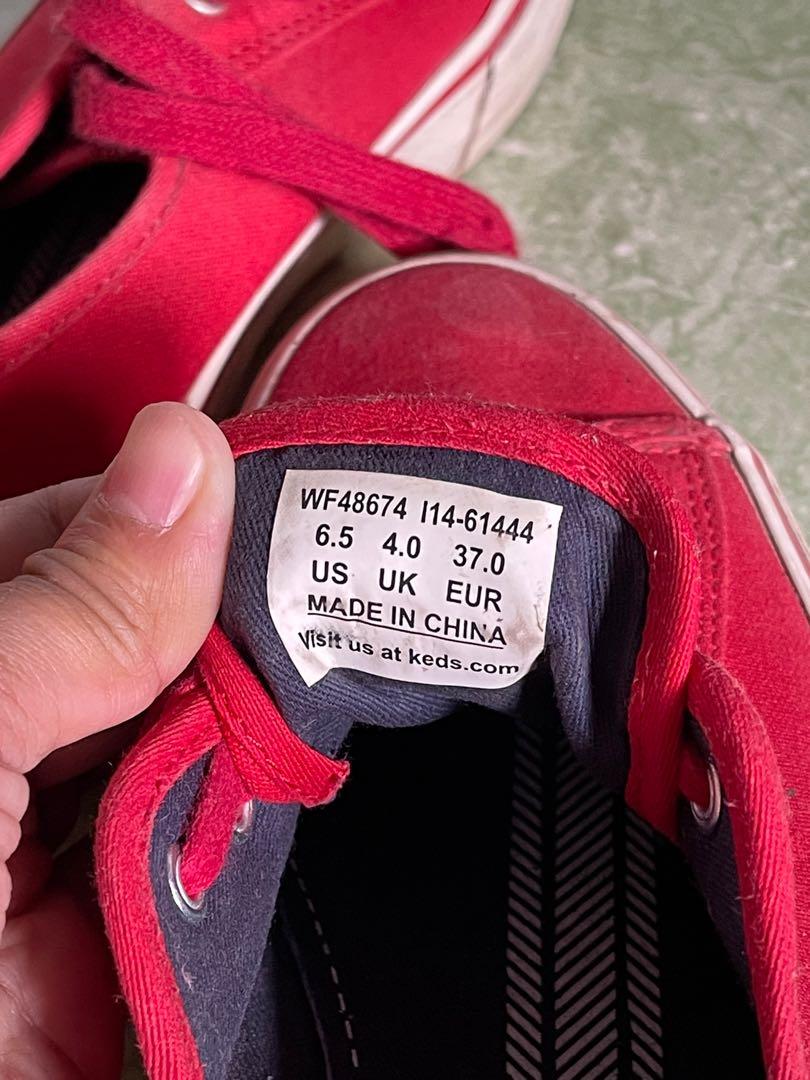 WF48674 I14-61444
6.5 4.0 37.0
US UK EUR
MADE IN CHINA
Visit us at keds.com